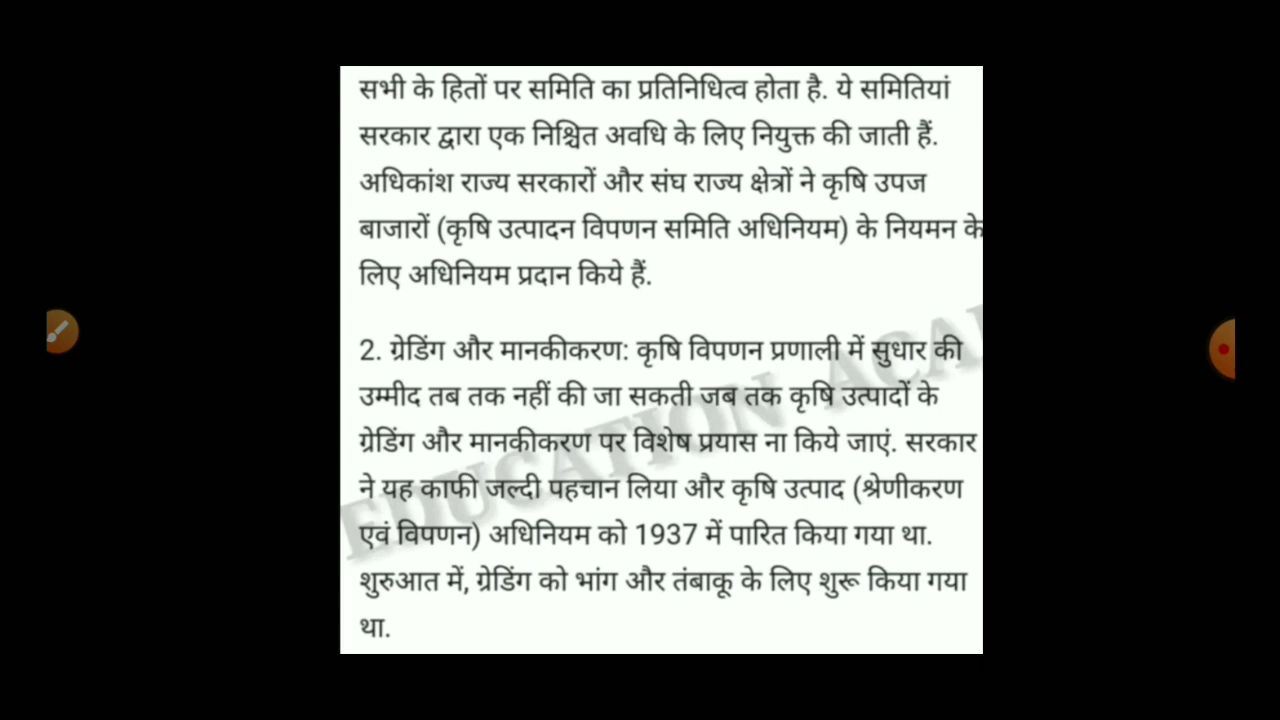 सभी के हितों पर समिति का प्रतिनिधित्व होता है. ये समितियां
सरकार द्वारा एक निश्चित अवधि के लिए नियुक्त की जाती हैं.
अधिकांश राज्य सरकारों और संघ राज्य क्षेत्रों ने कृषि उपज
बाजारों (कृषि उत्पादन विपणन समिति अधिनियम) के नियमन के
लिए अधिनियम प्रदान किये हैं.
2. ग्रेडिंग और मानकीकरण: कृषि विपणन प्रणाली में सुधार की
उम्मीद तब तक नहीं की जा सकती जब तक कृषि उत्पादों के
ग्रेडिंग और मानकीकरण पर विशेष प्रयास ना किये जाएं. सरकार
ने यह काफी जल्दी पहचान लिया और कृषि उत्पाद (श्रेणीकरण
एवं विपणन) अधिनियम को 1937 में पारित किया गया था.
शुरुआत में, ग्रेडिंग को भांग और तंबाकू के लिए शुरू किया गया
था.
EDUCATION